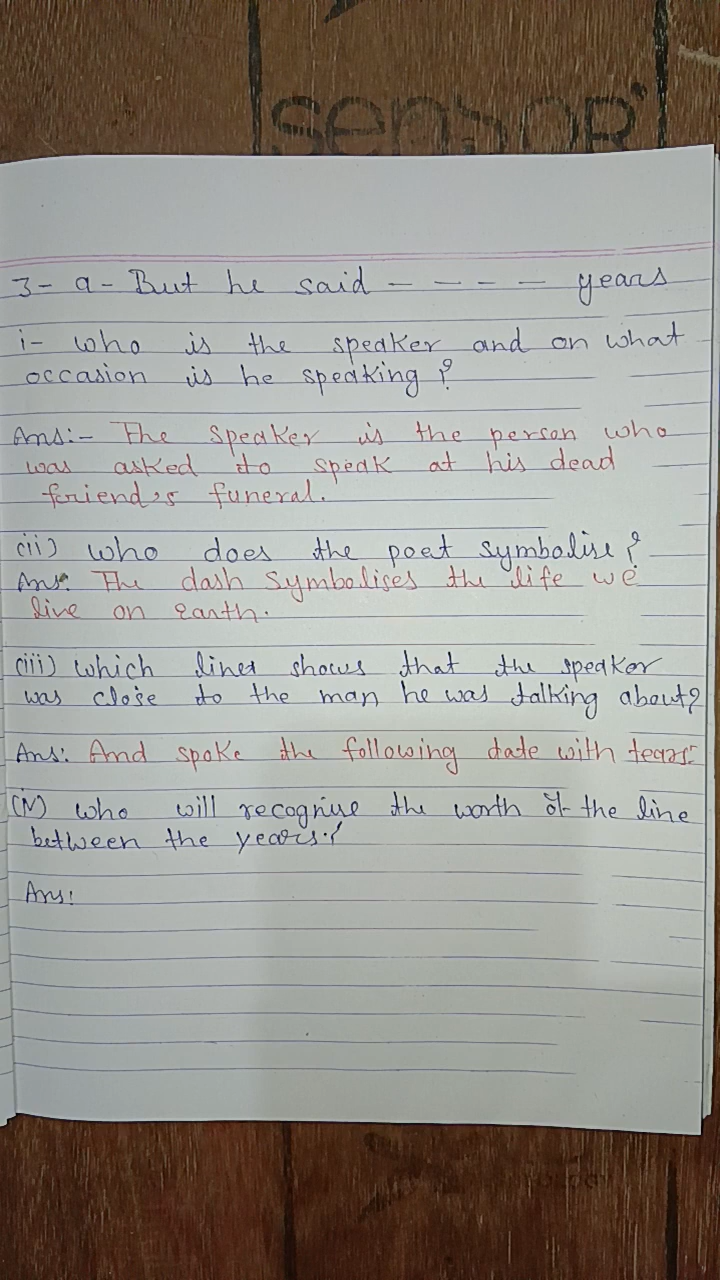 senSOR
3- a- But he said - - - - years
i- who is the speaker and on what
occasion is he speaking?
Ans:- The speaker is the person who
was asked to speak at his dead
friend's funeral.
(ii) who does the poet symbolise?
Ans: The dash symbolises the life we
live on earth.
(iii) which lines shows that the speaker
was close to the man he was talking about?
Ans: And spoke the following date with tears.
(iv) who will recognise the worth of the line
between the years?
Ans: